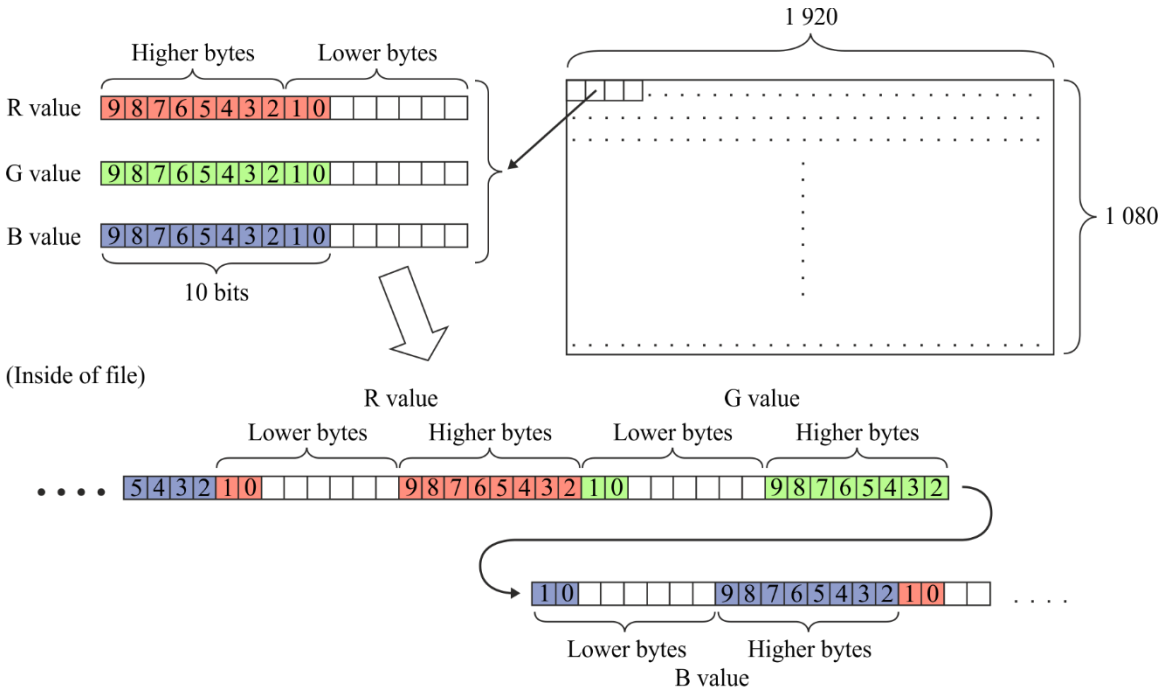 1 920
Higher bytes Lower bytes
R value 9 8 7 6 5 4 3 2 1 0
G value 9 8 7 6 5 4 3 2 1 0
B value 9 8 7 6 5 4 3 2 1 0
10 bits
1 080
(Inside of file)
R value G value
Lower bytes Higher bytes Lower bytes Higher bytes
5 4 3 2 1 0 9 8 7 6 5 4 3 2 1 0 9 8 7 6 5 4 3 2
1 0 9 8 7 6 5 4 3 2 1 0
Lower bytes Higher bytes
B value